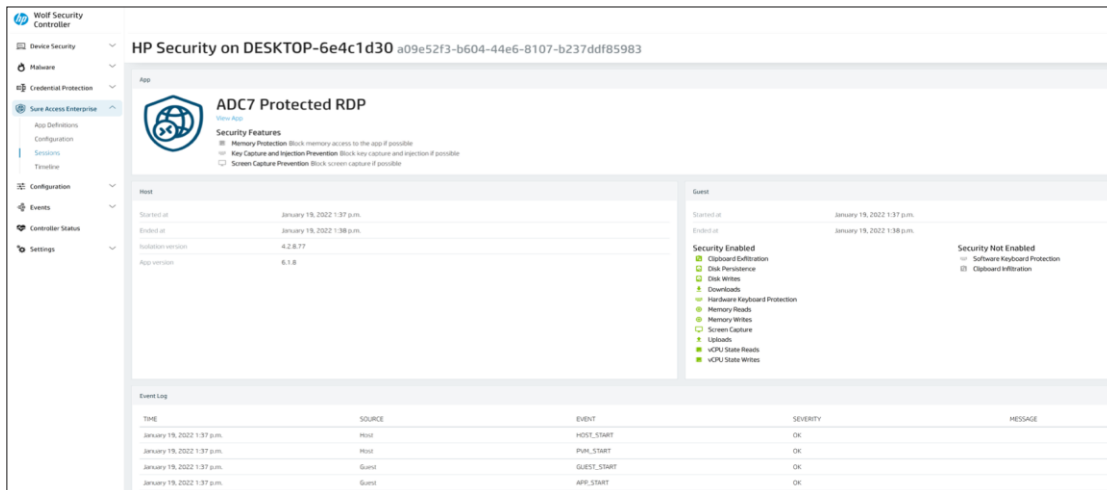 Wolf Security
Controller
Device Security
Malware
Credential Protection
Sure Access Enterprise
App Definitions
Configuration
Sessions
Timeline
Configuration
Events
Controller Status
Settings
HP Security on DESKTOP-6e4c1d30 a09e52f3-b604-44e6-8107-b237ddf85983
App
ADC7 Protected RDP
View App
Security Features
Memory Protection Block memory access to the app if possible
Key Capture and Injection Prevention Block key capture and injection if possible
Screen Capture Prevention Block screen capture if possible
Host
Started at January 19, 2022 1:37 p.m.
Ended at January 19, 2022 1:38 p.m.
Isolation version 4.2.8.77
App version 6.1.8
Guest
Started at January 19, 2022 1:37 p.m.
Ended at January 19, 2022 1:38 p.m.
Security Enabled
Clipboard Exfiltration
Disk Persistence
Disk Writes
Downloads
Hardware Keyboard Protection
Memory Reads
Memory Writes
Screen Capture
Uploads
vCPU State Reads
vCPU State Writes
Security Not Enabled
Software Keyboard Protection
Clipboard Infiltration
Event Log
TIME SOURCE EVENT SEVERITY MESSAGE
January 19, 2022 1:37 p.m. Host HOST_START OK
January 19, 2022 1:37 p.m. Host PVM_START OK
January 19, 2022 1:37 p.m. Guest GUEST_START OK
January 19, 2022 1:37 p.m. Guest APP_START OK